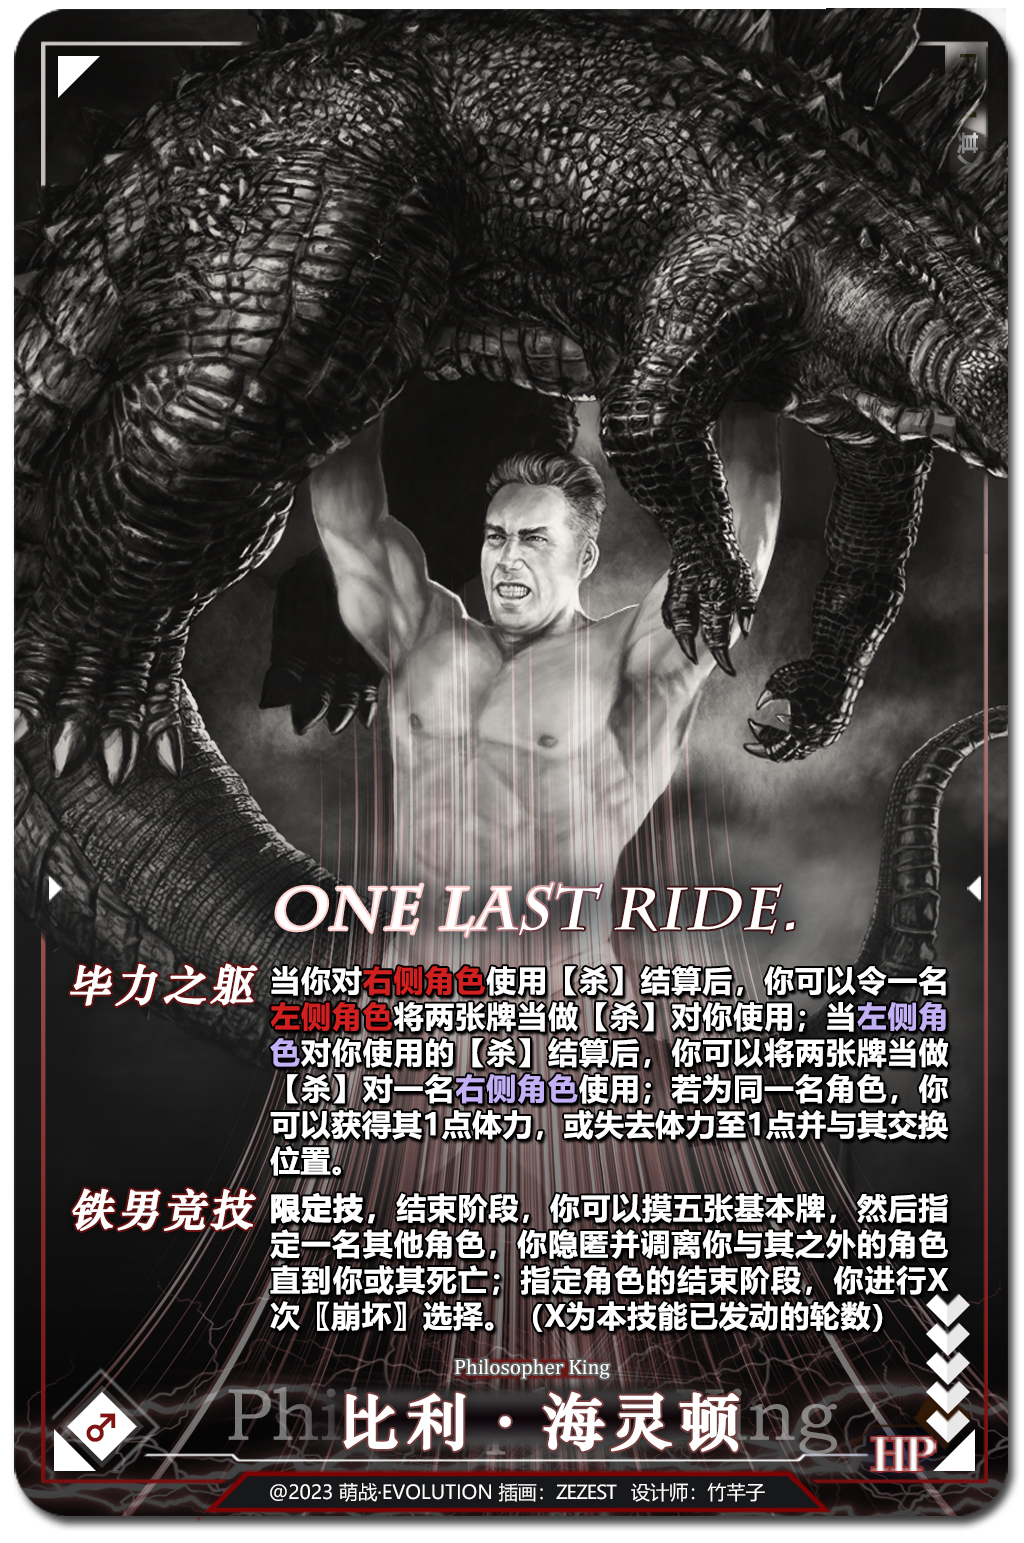 ONE LAST RIDE.
毕力之躯
当你对右侧角色使用【杀】结算后，你可以令一名
左侧角色将两张牌当做【杀】对你使用；当左侧角
色对你使用的【杀】结算后，你可以将两张牌当做
【杀】对一名右侧角色使用；若为同一名角色，你
可以获得其1点体力，或失去体力至1点并与其交换
位置。
铁男竞技
限定技，结束阶段，你可以摸五张基本牌，然后指
定一名其他角色，你隐匿并调离你与其之外的角色
直到你或其死亡；指定角色的结束阶段，你进行X
次〖崩坏〗选择。（X为本技能已发动的轮数）
Philosopher King
比利·海灵顿
♂
HP
@2023 萌战·EVOLUTION 插画：ZEZEST 设计师：竹芊子